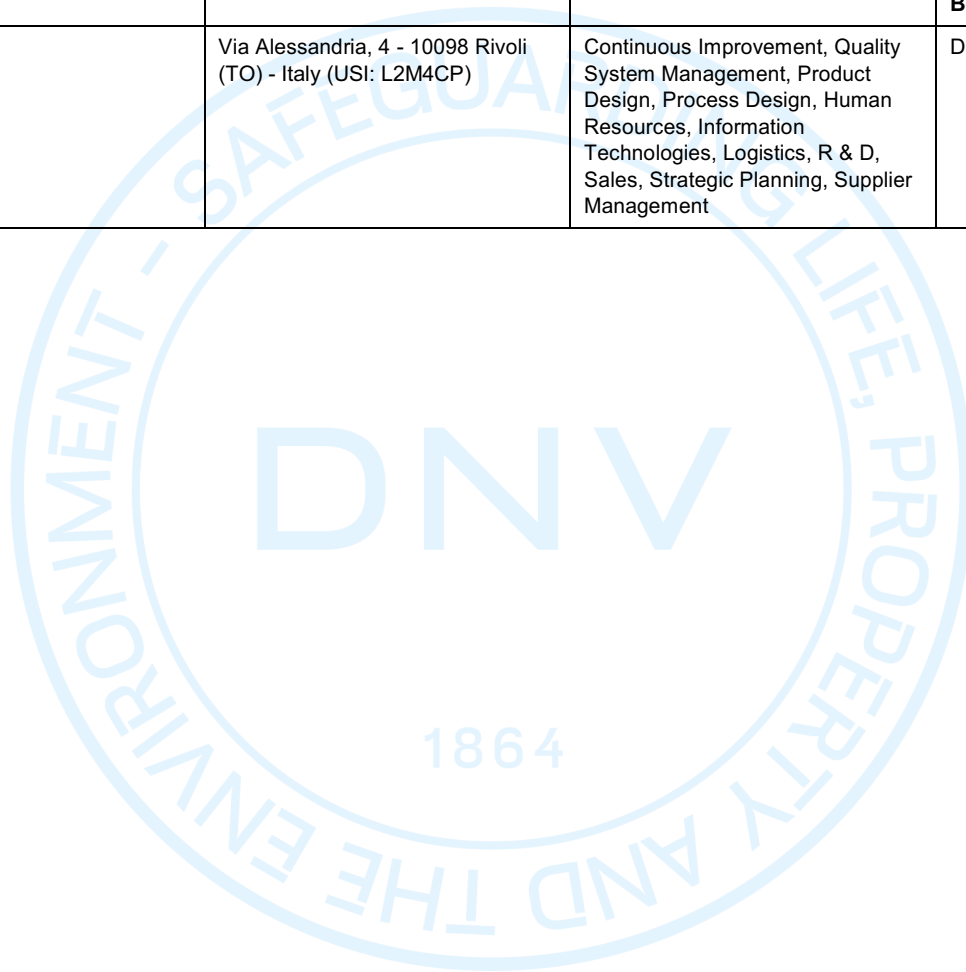 B
Via Alessandria, 4 - 10098 Rivoli
(TO) - Italy (USI: L2M4CP)
Continuous Improvement, Quality
System Management, Product
Design, Process Design, Human
Resources, Information
Technologies, Logistics, R & D,
Sales, Strategic Planning, Supplier
Management
D
SAFEGUARDING LIFE, PROPERTY AND THE ENVIRONMENT -
DNV
1864